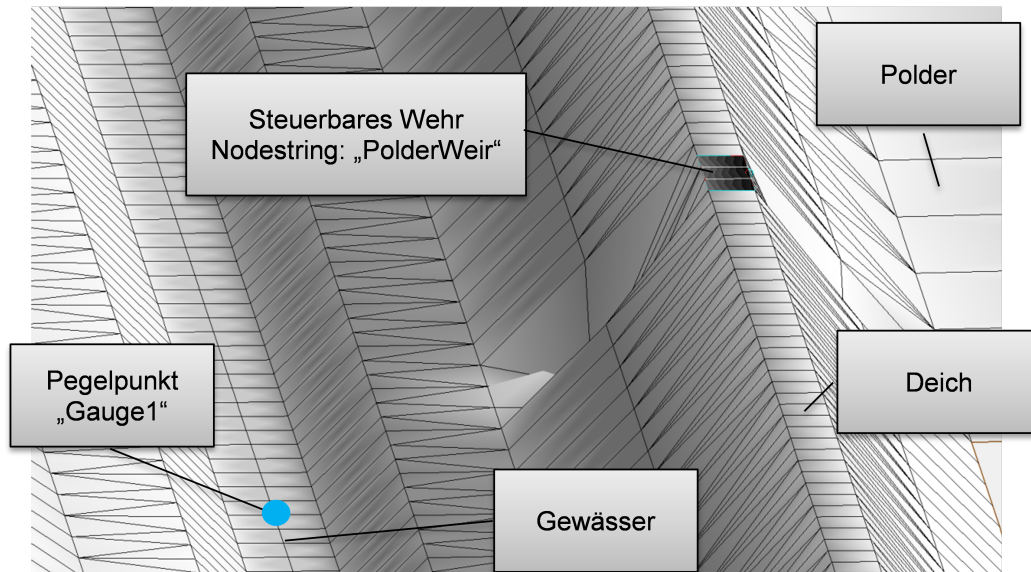 Polder
Steuerbares Wehr
Nodestring: „PolderWeir“
Pegelpunkt
„Gauge1“
Deich
Gewässer